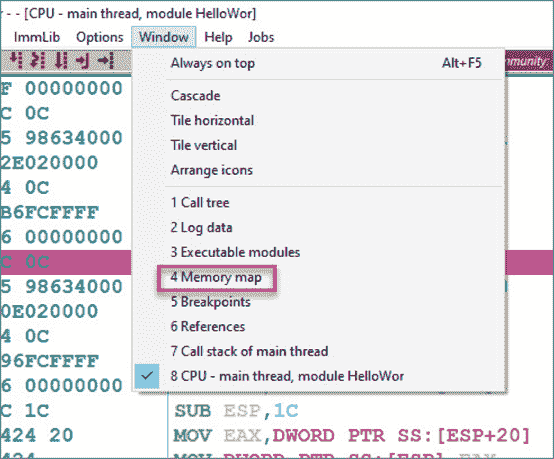 r - - [CPU - main thread, module HelloWor]
ImmLib Options Window Help Jobs
Always on top Alt+F5
Cascade
Tile horizontal
Tile vertical
Arrange icons
1 Call tree
2 Log data
3 Executable modules
4 Memory map
5 Breakpoints
6 References
7 Call stack of main thread
8 CPU - main thread, module HelloWor
F 00000000
C 0C
5 98634000
2E020000
4 0C
B6FCFFFF
6 00000000
C 0C
5 98634000
0E020000
4 0C
96FCFFFF
6 00000000
C 1C SUB ESP,1C
424 20 MOV EAX,DWORD PTR SS:[ESP+20]